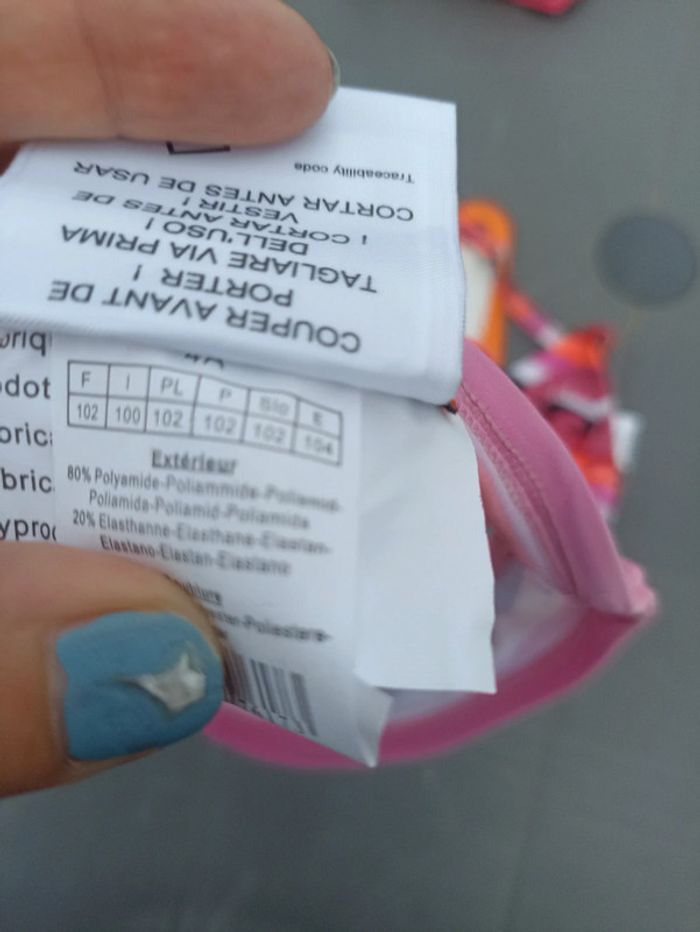 COUPER AVANT DE
PORTER !
TAGLIARE VIA PRIMA
DELL'USO !
¡ CORTAR ANTES DE
VESTIR !
CORTAR ANTES DE USAR
Traceability code
F I PL P Slo E
102 100 102 102 102 104
Extérieur
80% Polyamide-Poliammide-Poliamid-
Poliamida-Poliamid-Poliamida
20% Elasthanne-Elasthane-Elastan-
Elastano-Elastan-Elastano